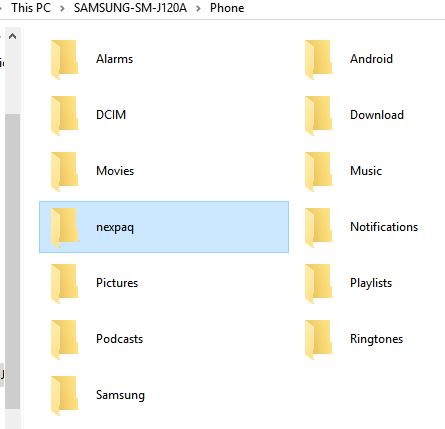 This PC > SAMSUNG-SM-J120A > Phone
Alarms
Android
DCIM
Download
Movies
Music
nexpaq
Notifications
Pictures
Playlists
Podcasts
Ringtones
Samsung